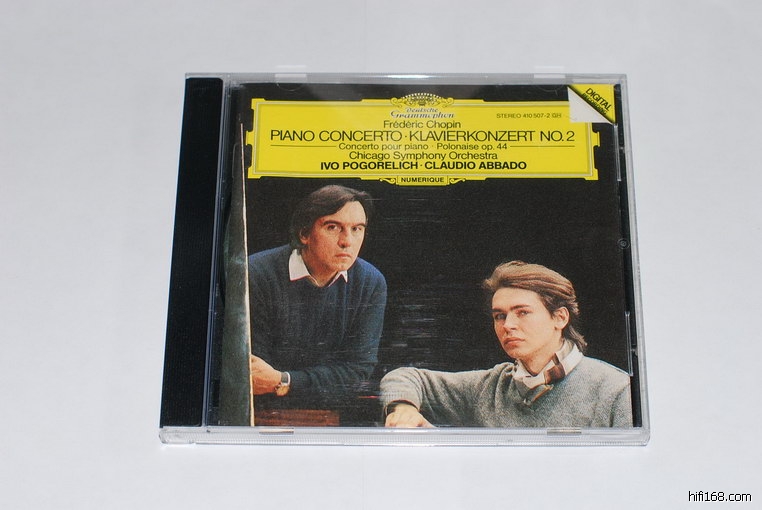 DIGITAL
Deutsche
Grammophon
STEREO 410 507-2 GH
Frédéric Chopin
PIANO CONCERTO · KLAVIERKONZERT NO. 2
Concerto pour piano · Polonaise op. 44
Chicago Symphony Orchestra
IVO POGORELICH · CLAUDIO ABBADO
NUMERIQUE
hifi168.com